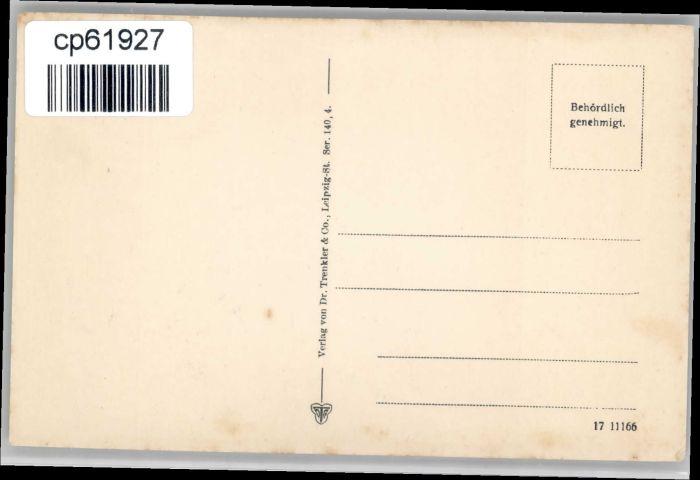 cp61927
Behördlich
genehmigt.
Verlag von Dr. Trenkler & Co., Leipzig-St. Ser. 140, 4.
17 11166